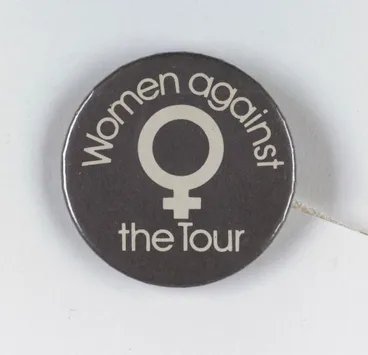 Women against
the Tour